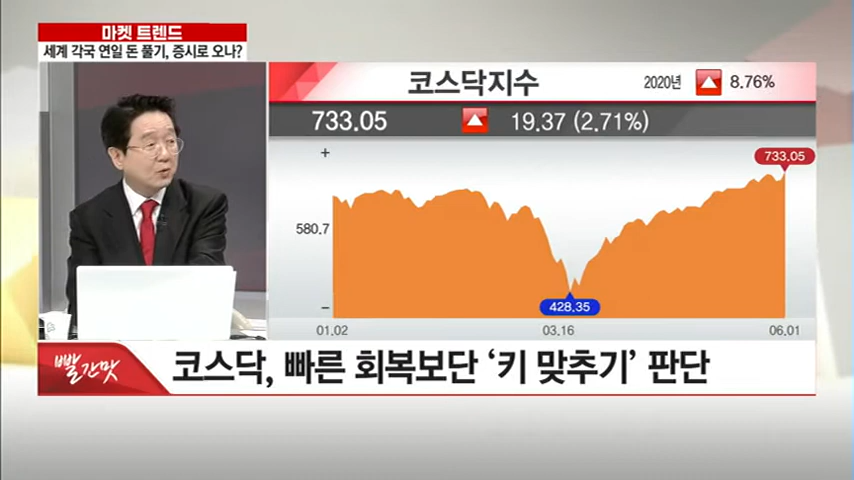 마켓 트렌드
세계 각국 연일 돈 풀기, 증시로 오나?
코스닥지수
2020년 8.76%
733.05 19.37 (2.71%)
+
733.05
580.7
428.35
−
01.02 03.16 06.01
빨간맛
코스닥, 빠른 회복보단 ‘키 맞추기’ 판단